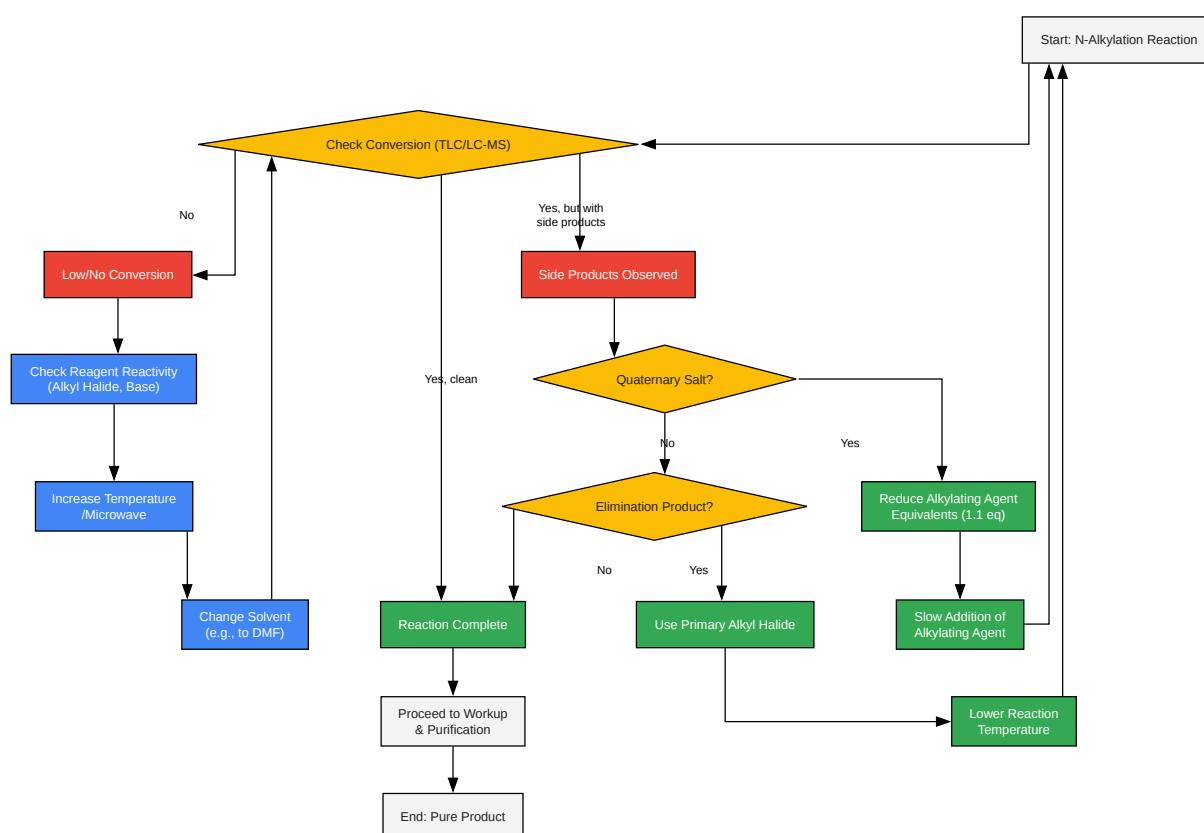 Start: N-Alkylation Reaction
Check Conversion (TLC/LC-MS)
No
Yes, but with
side products
Low/No Conversion
Side Products Observed
Check Reagent Reactivity
(Alkyl Halide, Base)
Yes, clean
Quaternary Salt?
No
Yes
Increase Temperature
/Microwave
Elimination Product?
Reduce Alkylating Agent
Equivalents (1.1 eq)
No
Yes
Change Solvent
(e.g., to DMF)
Reaction Complete
Use Primary Alkyl Halide
Slow Addition of
Alkylating Agent
Proceed to Workup
& Purification
Lower Reaction
Temperature
End: Pure Product